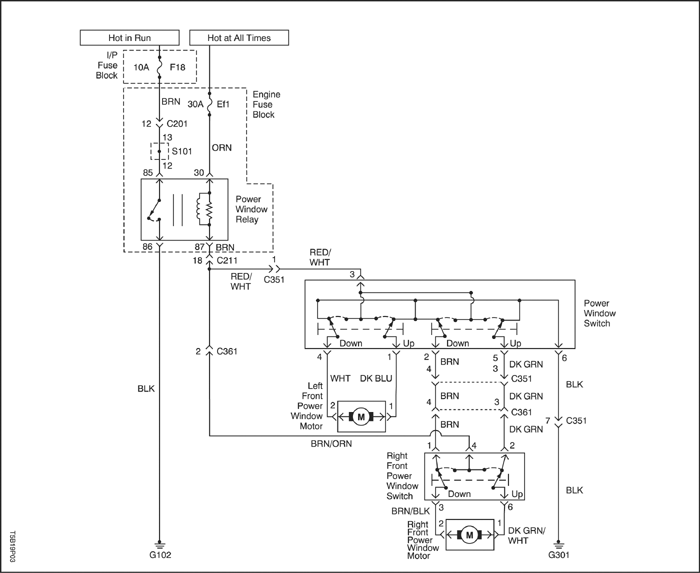 Hot in Run
Hot at All Times
I/P
Fuse
Block
10A
F18
BRN
30A
Ef1
Engine
Fuse
Block
12
C201
13
S101
12
ORN
85
30
Power
Window
Relay
86
87
BRN
18
C211
RED/
WHT
1
C351
RED/
WHT
3
Power
Window
Switch
Down
Up
Down
Up
4
1
2
5
6
BRN
DK GRN
4
3
C351
2
C361
WHT
DK BLU
BLK
BLK
Left
Front
Power
Window
Motor
2
M
1
BRN
DK GRN
4
3
C361
7
C351
BRN
DK GRN
BRN/ORN
1
4
2
Right
Front
Power
Window
Switch
Down
Up
BLK
BRN/BLK
3
6
Right
Front
Power
Window
Motor
2
M
1
DK GRN/
WHT
G102
G301
T5B19P03